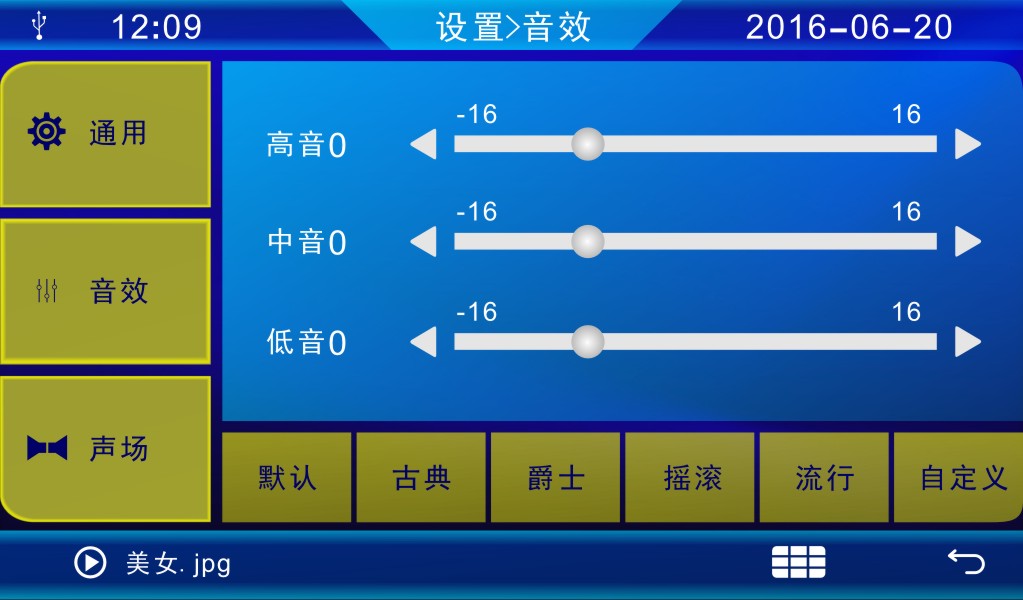 12:09 设置>音效 2016-06-20
通用
音效
声场
-16 16
高音0
-16 16
中音0
-16 16
低音0
默认 古典 爵士 摇滚 流行 自定义
美女.jpg